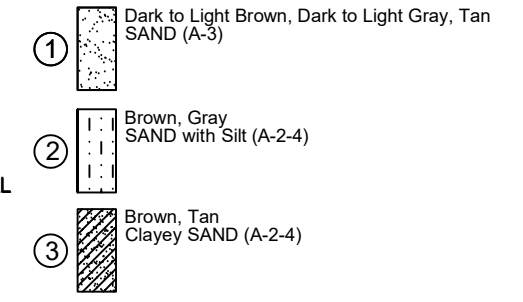 1
Dark to Light Brown, Dark to Light Gray, Tan
SAND (A-3)
2
Brown, Gray
SAND with Silt (A-2-4)
L
3
Brown, Tan
Clayey SAND (A-2-4)